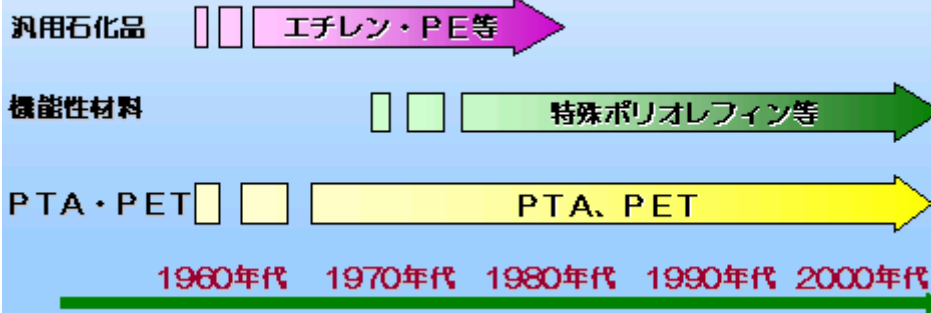 汎用石化品 エチレン・ＰＥ等
機能性材料 特殊ポリオレフィン等
ＰＴＡ・ＰＥＴ ＰＴＡ、ＰＥＴ
1960年代 1970年代 1980年代 1990年代 2000年代